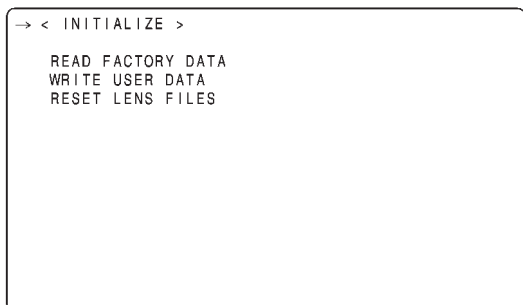 → < INITIALIZE >
READ FACTORY DATA
WRITE USER DATA
RESET LENS FILES